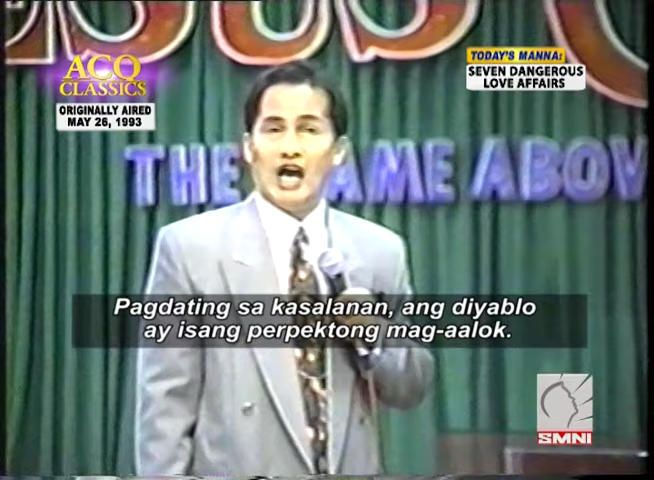 ESUS
ACQ
CLASSICS
ORIGINALLY AIRED
MAY 26, 1993
TODAY'S MANNA:
SEVEN DANGEROUS
LOVE AFFAIRS
THE NAME ABOV
Pagdating sa kasalanan, ang diyablo
ay isang perpektong mag-aalok.
SMNI